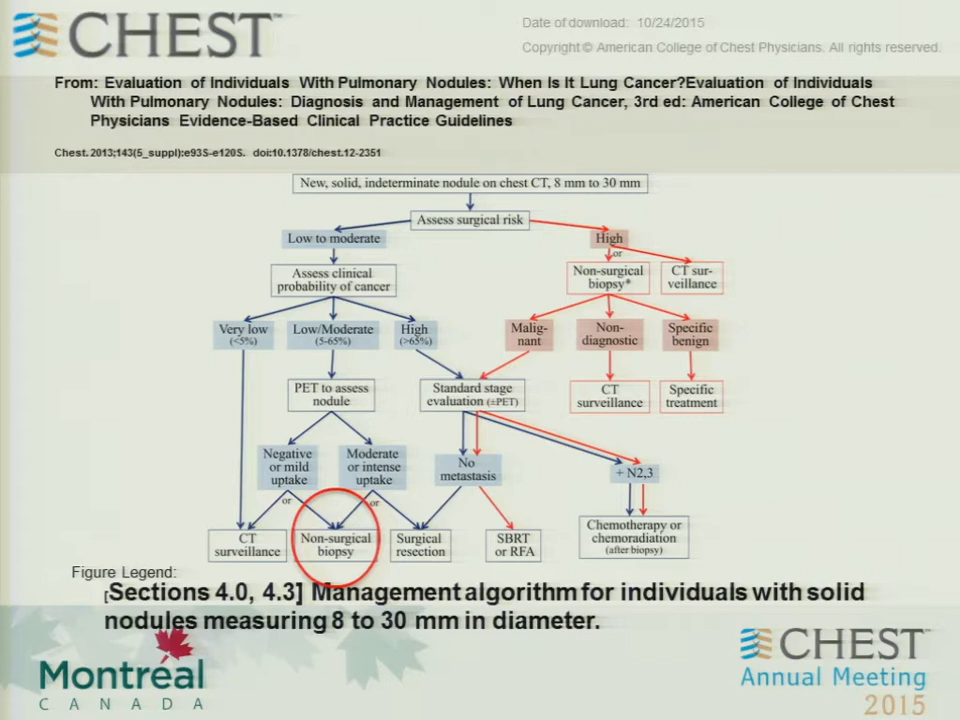 CHEST™
Date of download: 10/24/2015
Copyright © American College of Chest Physicians. All rights reserved.
From: Evaluation of Individuals With Pulmonary Nodules: When Is It Lung Cancer?Evaluation of Individuals
With Pulmonary Nodules: Diagnosis and Management of Lung Cancer, 3rd ed: American College of Chest
Physicians Evidence-Based Clinical Practice Guidelines
Chest. 2013;143(5_suppl):e93S-e120S. doi:10.1378/chest.12-2351
New, solid, indeterminate nodule on chest CT, 8 mm to 30 mm
Assess surgical risk
Low to moderate
High
or
Assess clinical
probability of cancer
Non-surgical
biopsy*
CT sur-
veillance
Very low
(<5%)
Low/Moderate
(5-65%)
High
(>65%)
Malig-
nant
Non-
diagnostic
Specific
benign
PET to assess
nodule
Standard stage
evaluation (±PET)
CT
surveillance
Specific
treatment
Negative
or mild
uptake
Moderate
or intense
uptake
No
metastasis
+ N2,3
or
or
CT
surveillance
Non-surgical
biopsy
Surgical
resection
SBRT
or RFA
Chemotherapy or
chemoradiation
(after biopsy)
Figure Legend:
[Sections 4.0, 4.3] Management algorithm for individuals with solid
nodules measuring 8 to 30 mm in diameter.
Montréal
CANADA
CHEST™
Annual Meeting
2015